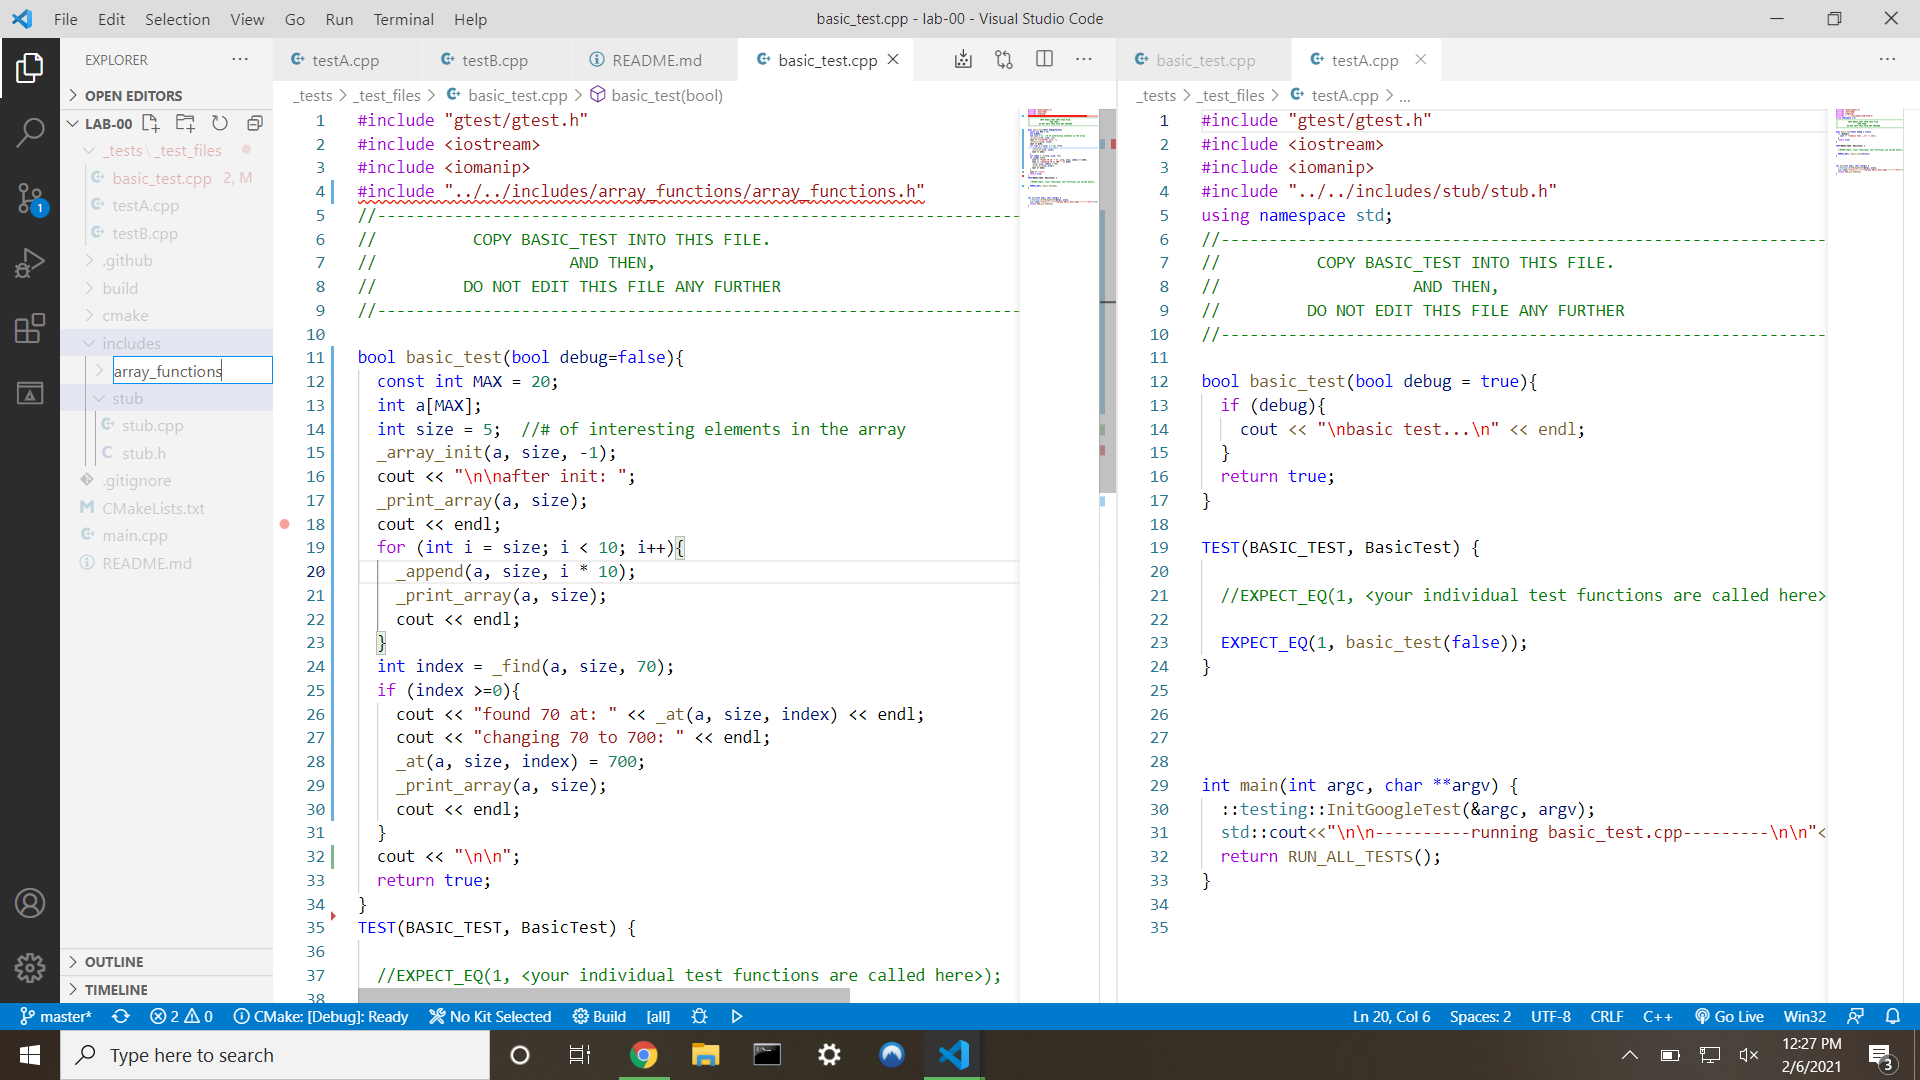 File Edit Selection View Go Run Terminal Help
basic_test.cpp - lab-00 - Visual Studio Code
EXPLORER
OPEN EDITORS
LAB-00
_tests \ _test_files
basic_test.cpp 2, M
testA.cpp
testB.cpp
.github
build
cmake
includes
array_functions
stub
stub.cpp
stub.h
.gitignore
CMakeLists.txt
main.cpp
README.md
OUTLINE
TIMELINE
testA.cpp testB.cpp README.md basic_test.cpp
_tests > _test_files > basic_test.cpp > basic_test(bool)
1 #include "gtest/gtest.h"
2 #include <iostream>
3 #include <iomanip>
4 #include "../../includes/array_functions/array_functions.h"
5 //-------------------------------------------------------------------
6 // COPY BASIC_TEST INTO THIS FILE.
7 // AND THEN,
8 // DO NOT EDIT THIS FILE ANY FURTHER
9 //-------------------------------------------------------------------
10
11 bool basic_test(bool debug=false){
12 const int MAX = 20;
13 int a[MAX];
14 int size = 5; //# of interesting elements in the array
15 _array_init(a, size, -1);
16 cout << "\n\nafter init: ";
17 _print_array(a, size);
18 cout << endl;
19 for (int i = size; i < 10; i++){
20 _append(a, size, i * 10);
21 _print_array(a, size);
22 cout << endl;
23 }
24 int index = _find(a, size, 70);
25 if (index >=0){
26 cout << "found 70 at: " << _at(a, size, index) << endl;
27 cout << "changing 70 to 700: " << endl;
28 _at(a, size, index) = 700;
29 _print_array(a, size);
30 cout << endl;
31 }
32 cout << "\n\n";
33 return true;
34 }
35 TEST(BASIC_TEST, BasicTest) {
36
37 //EXPECT_EQ(1, <your individual test functions are called here>);
38
basic_test.cpp testA.cpp
_tests > _test_files > testA.cpp > ...
1 #include "gtest/gtest.h"
2 #include <iostream>
3 #include <iomanip>
4 #include "../../includes/stub/stub.h"
5 using namespace std;
6 //---------------------------------------------------------------
7 // COPY BASIC_TEST INTO THIS FILE.
8 // AND THEN,
9 // DO NOT EDIT THIS FILE ANY FURTHER
10 //---------------------------------------------------------------
11
12 bool basic_test(bool debug = true){
13 if (debug){
14 cout << "\nbasic test...\n" << endl;
15 }
16 return true;
17 }
18
19 TEST(BASIC_TEST, BasicTest) {
20
21 //EXPECT_EQ(1, <your individual test functions are called here>
22
23 EXPECT_EQ(1, basic_test(false));
24 }
25
26
27
28
29 int main(int argc, char **argv) {
30 ::testing::InitGoogleTest(&argc, argv);
31 std::cout<<"\n\n----------running basic_test.cpp---------\n\n"<
32 return RUN_ALL_TESTS();
33 }
34
35
master* 2 0 CMake: [Debug]: Ready No Kit Selected Build [all] Ln 20, Col 6 Spaces: 2 UTF-8 CRLF C++ Go Live Win32
1
Type here to search
12:27 PM
2/6/2021
3